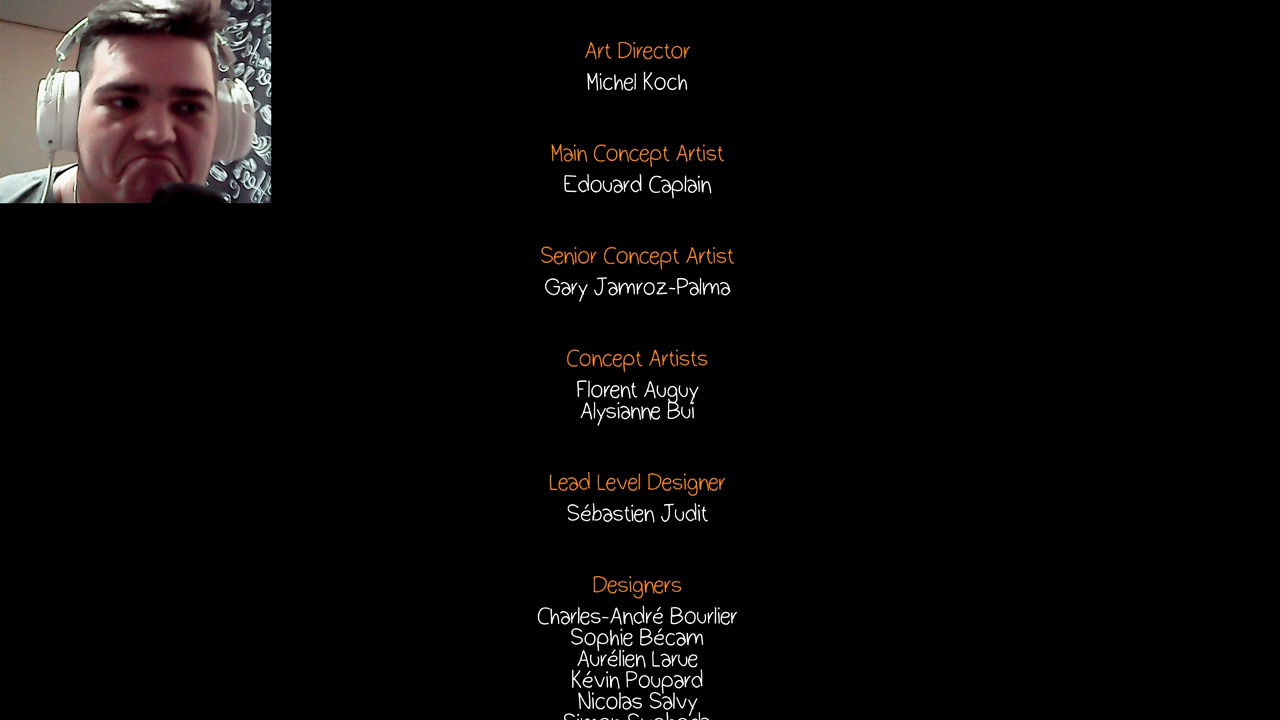 Art Director
Michel Koch
Main Concept Artist
Edouard Caplain
Senior Concept Artist
Gary Jamroz-Palma
Concept Artists
Florent Auguy
Alysianne Bui
Lead Level Designer
Sébastien Judit
Designers
Charles-André Bourlier
Sophie Bécam
Aurélien Larue
Kévin Poupard
Nicolas Salvy